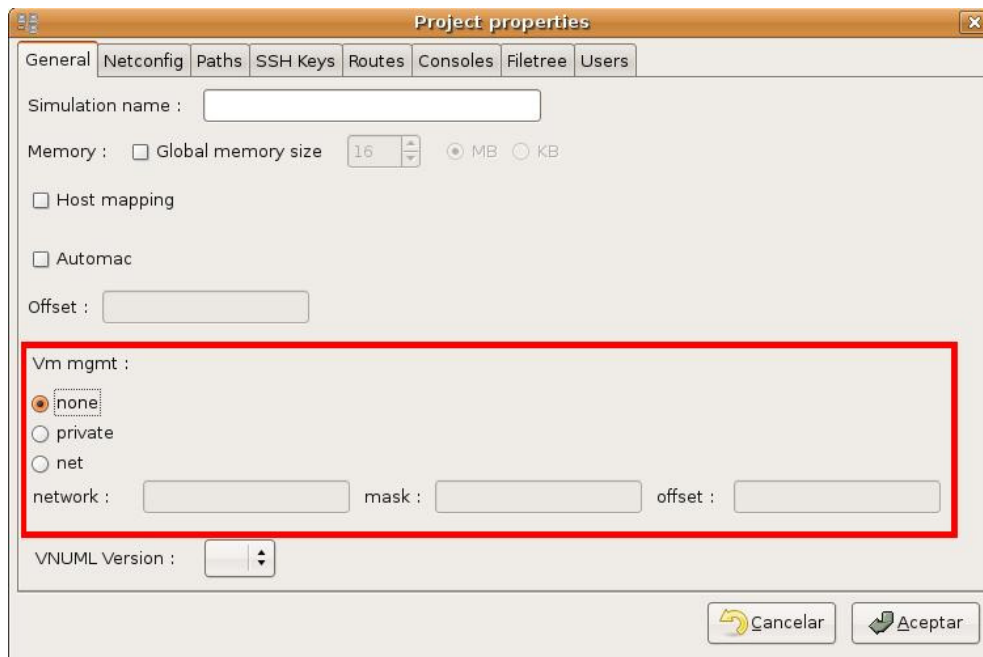 Project properties
General Netconfig Paths SSH Keys Routes Consoles Filetree Users
Simulation name :
Memory : Global memory size 16 MB KB
Host mapping
Automac
Offset :
Vm mgmt :
none
private
net
network : mask : offset :
VNUML Version :
Cancelar Aceptar